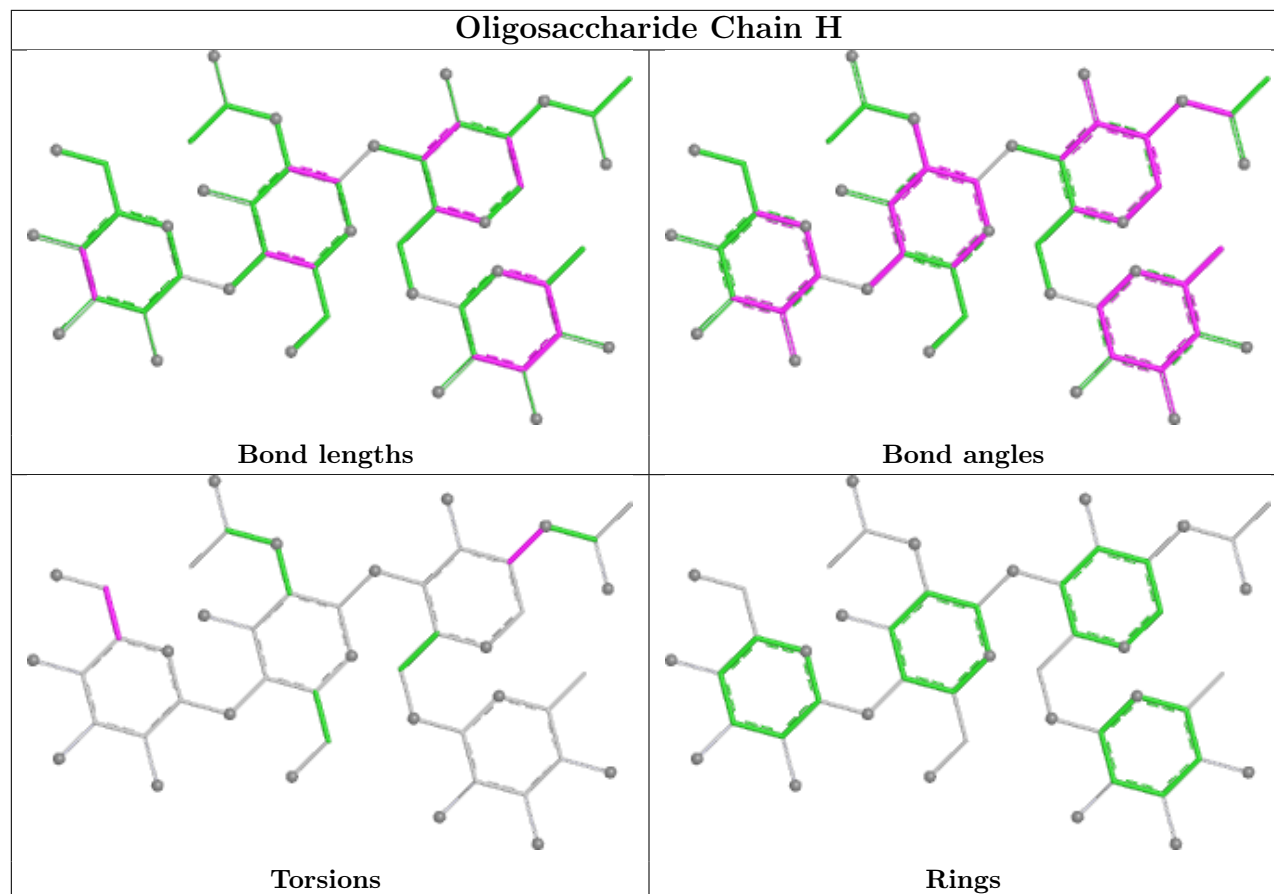 Oligosaccharide Chain H
Bond lengths
Bond angles
Torsions
Rings